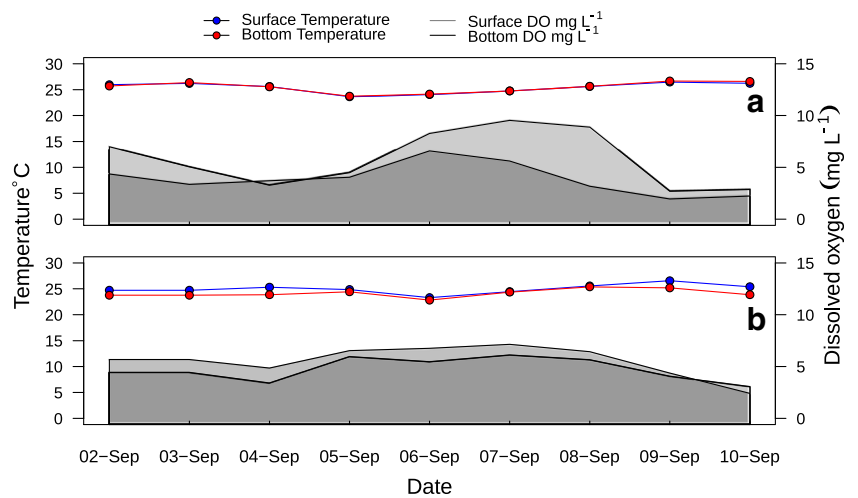 Surface Temperature
Bottom Temperature
Surface DO mg L⁻¹
Bottom DO mg L⁻¹
Temperature°C
30
25
20
15
10
5
0
a
15
10
5
0
30
25
20
15
10
5
0
b
15
10
5
0
Dissolved oxygen (mg L⁻¹)
02−Sep 03−Sep 04−Sep 05−Sep 06−Sep 07−Sep 08−Sep 09−Sep 10−Sep
Date